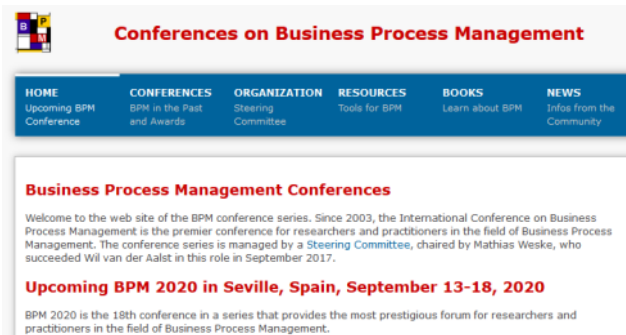 B P
M
Conferences on Business Process Management
HOME CONFERENCES ORGANIZATION RESOURCES BOOKS NEWS
Upcoming BPM BPM in the Past Steering Tools for BPM Learn about BPM Infos from the
Conference and Awards Committee Community
Business Process Management Conferences
Welcome to the web site of the BPM conference series. Since 2003, the International Conference on Business
Process Management is the premier conference for researchers and practitioners in the field of Business Process
Management. The conference series is managed by a Steering Committee, chaired by Mathias Weske, who
succeeded Wil van der Aalst in this role in September 2017.
Upcoming BPM 2020 in Seville, Spain, September 13-18, 2020
BPM 2020 is the 18th conference in a series that provides the most prestigious forum for researchers and
practitioners in the field of Business Process Management.